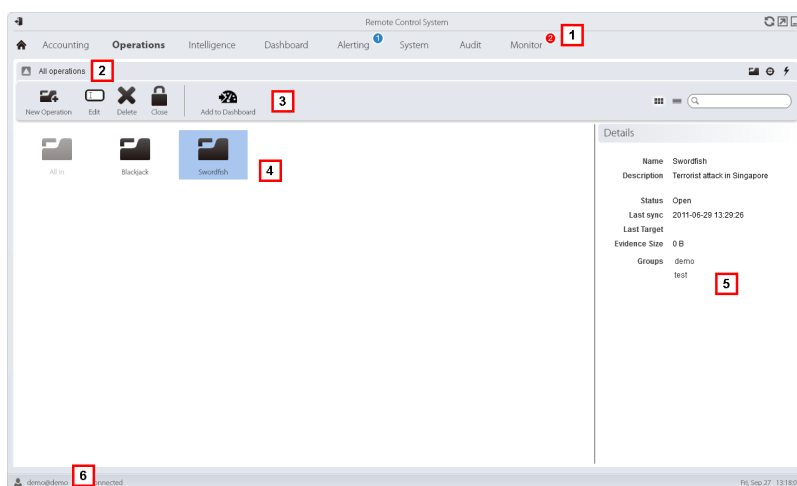 Remote Control System
Accounting Operations Intelligence Dashboard Alerting 1 System Audit Monitor 2 1
All operations 2
New Operation Edit Delete Close Add to Dashboard 3
Details
All In Blackjack Swordfish 4
Name Swordfish
Description Terrorist attack in Singapore
Status Open
Last sync 2011-06-29 13:29:26
Last Target
Evidence Size 0 B
Groups demo
test
5
demo@demo 6 nnected
Fri, Sep 27 13:18:0